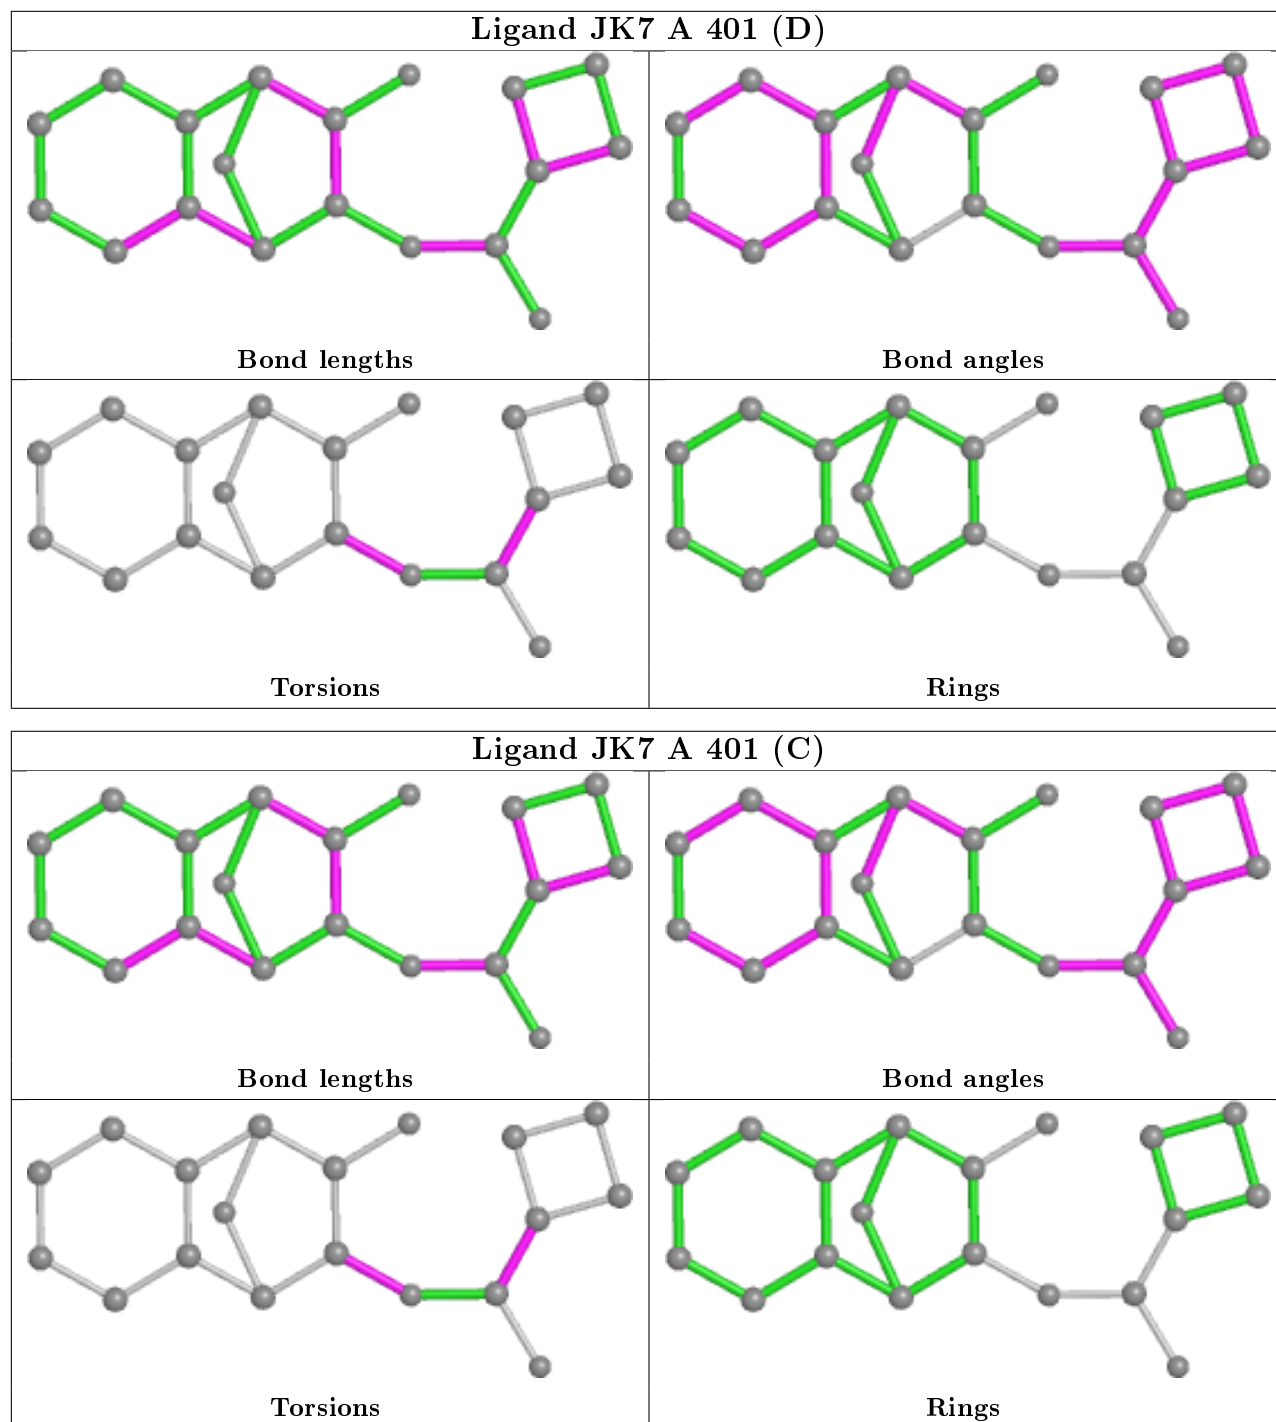 Ligand JK7 A 401 (D)
Bond lengths
Bond angles
Torsions
Rings
Ligand JK7 A 401 (C)
Bond lengths
Bond angles
Torsions
Rings